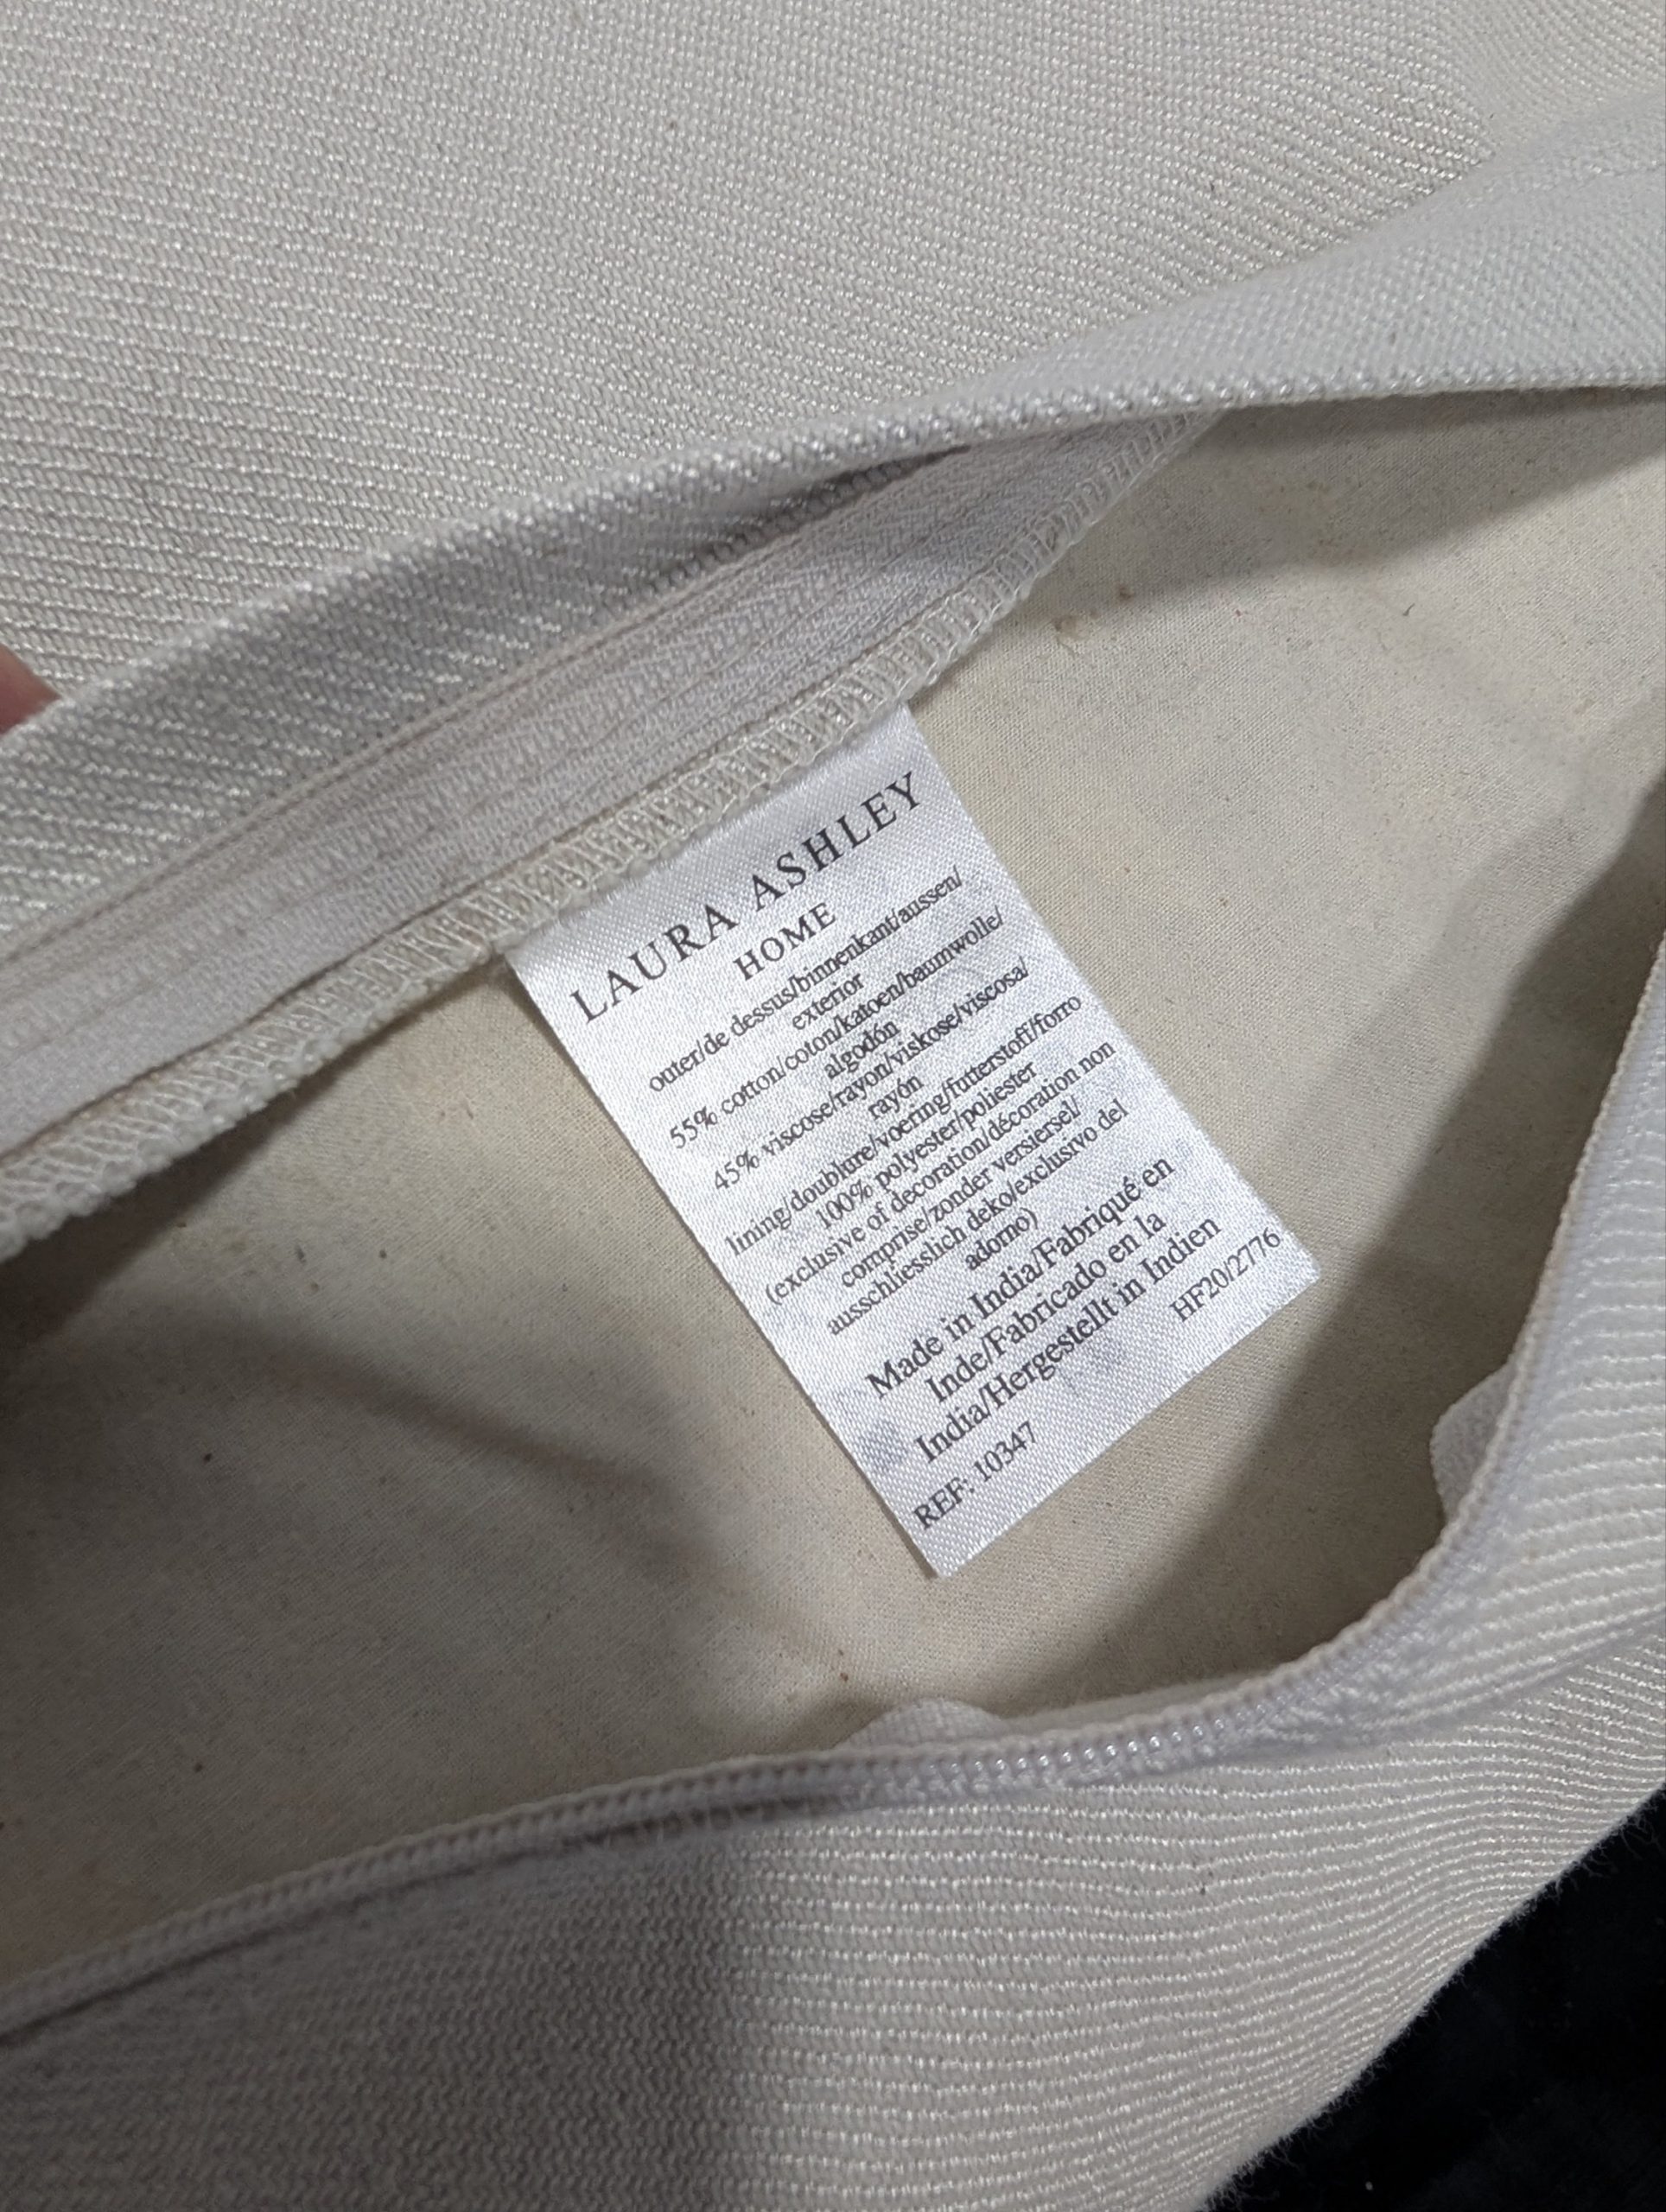 LAURA ASHLEY
HOME
outer/de dessus/binnenkant/aussen/
exterior
55% cotton/coton/katoen/baumwolle/
algodón
45% viscose/rayon/viskose/viscosa/
rayón
lining/doublure/voering/futterstoff/forro
100% polyester/poliester
(exclusive of decoration/décoration non
comprise/zonder versiersel/
ausschliesslich deko/exclusivo del
adorno)
Made in India/Fabriqué en
Inde/Fabricado en la
India/Hergestellt in Indien
HF20/2776
REF: 10347